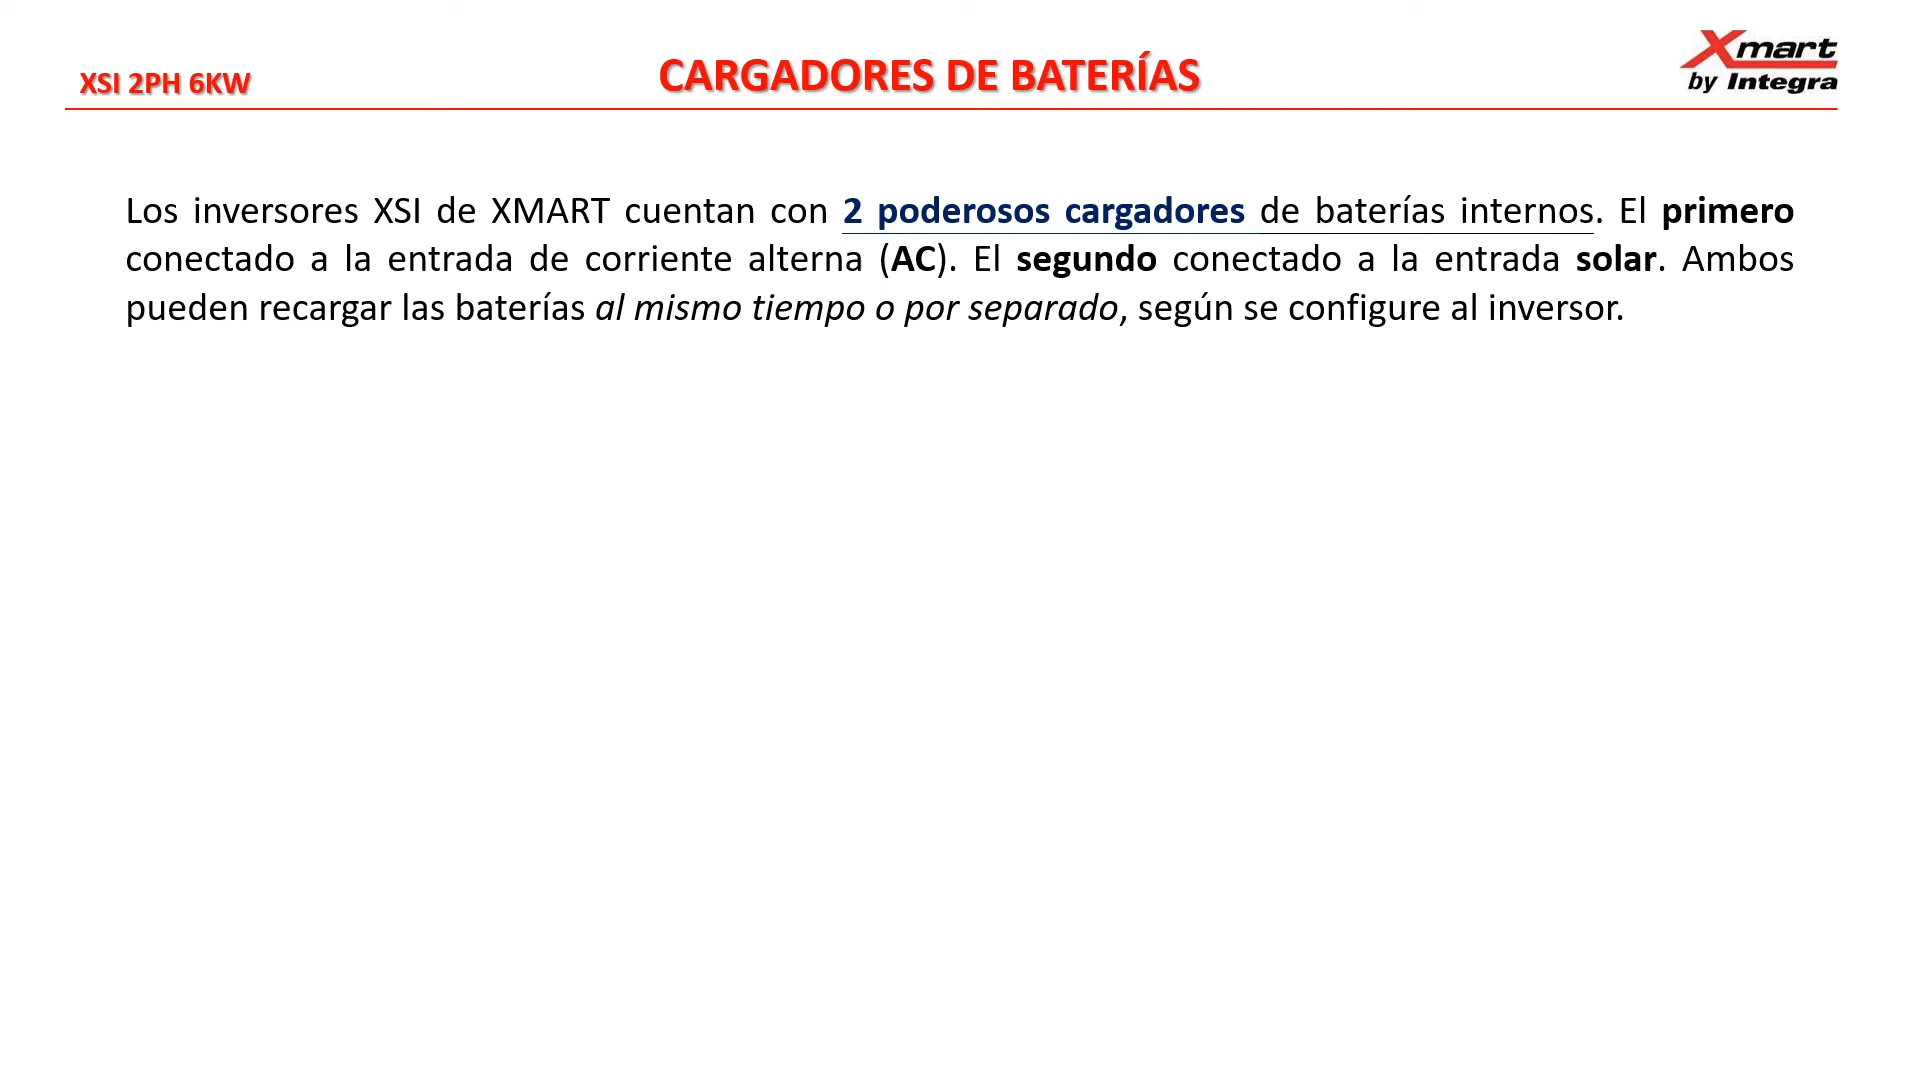 XSI 2PH 6KW
CARGADORES DE BATERÍAS
Xmart
by Integra
Los inversores XSI de XMART cuentan con 2 poderosos cargadores de baterías internos. El primero
conectado a la entrada de corriente alterna (AC). El segundo conectado a la entrada solar. Ambos
pueden recargar las baterías al mismo tiempo o por separado, según se configure al inversor.